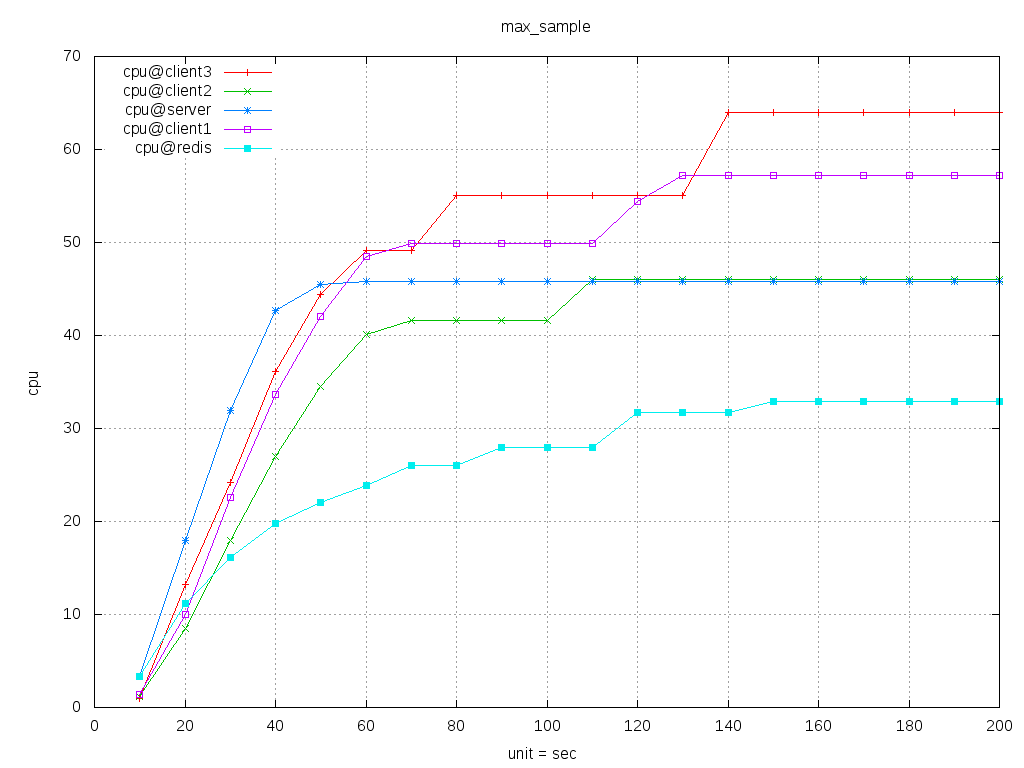 max_sample
70
60
50
40
30
20
10
0
cpu
cpu@client3
cpu@client2
cpu@server
cpu@client1
cpu@redis
0 20 40 60 80 100 120 140 160 180 200
unit = sec